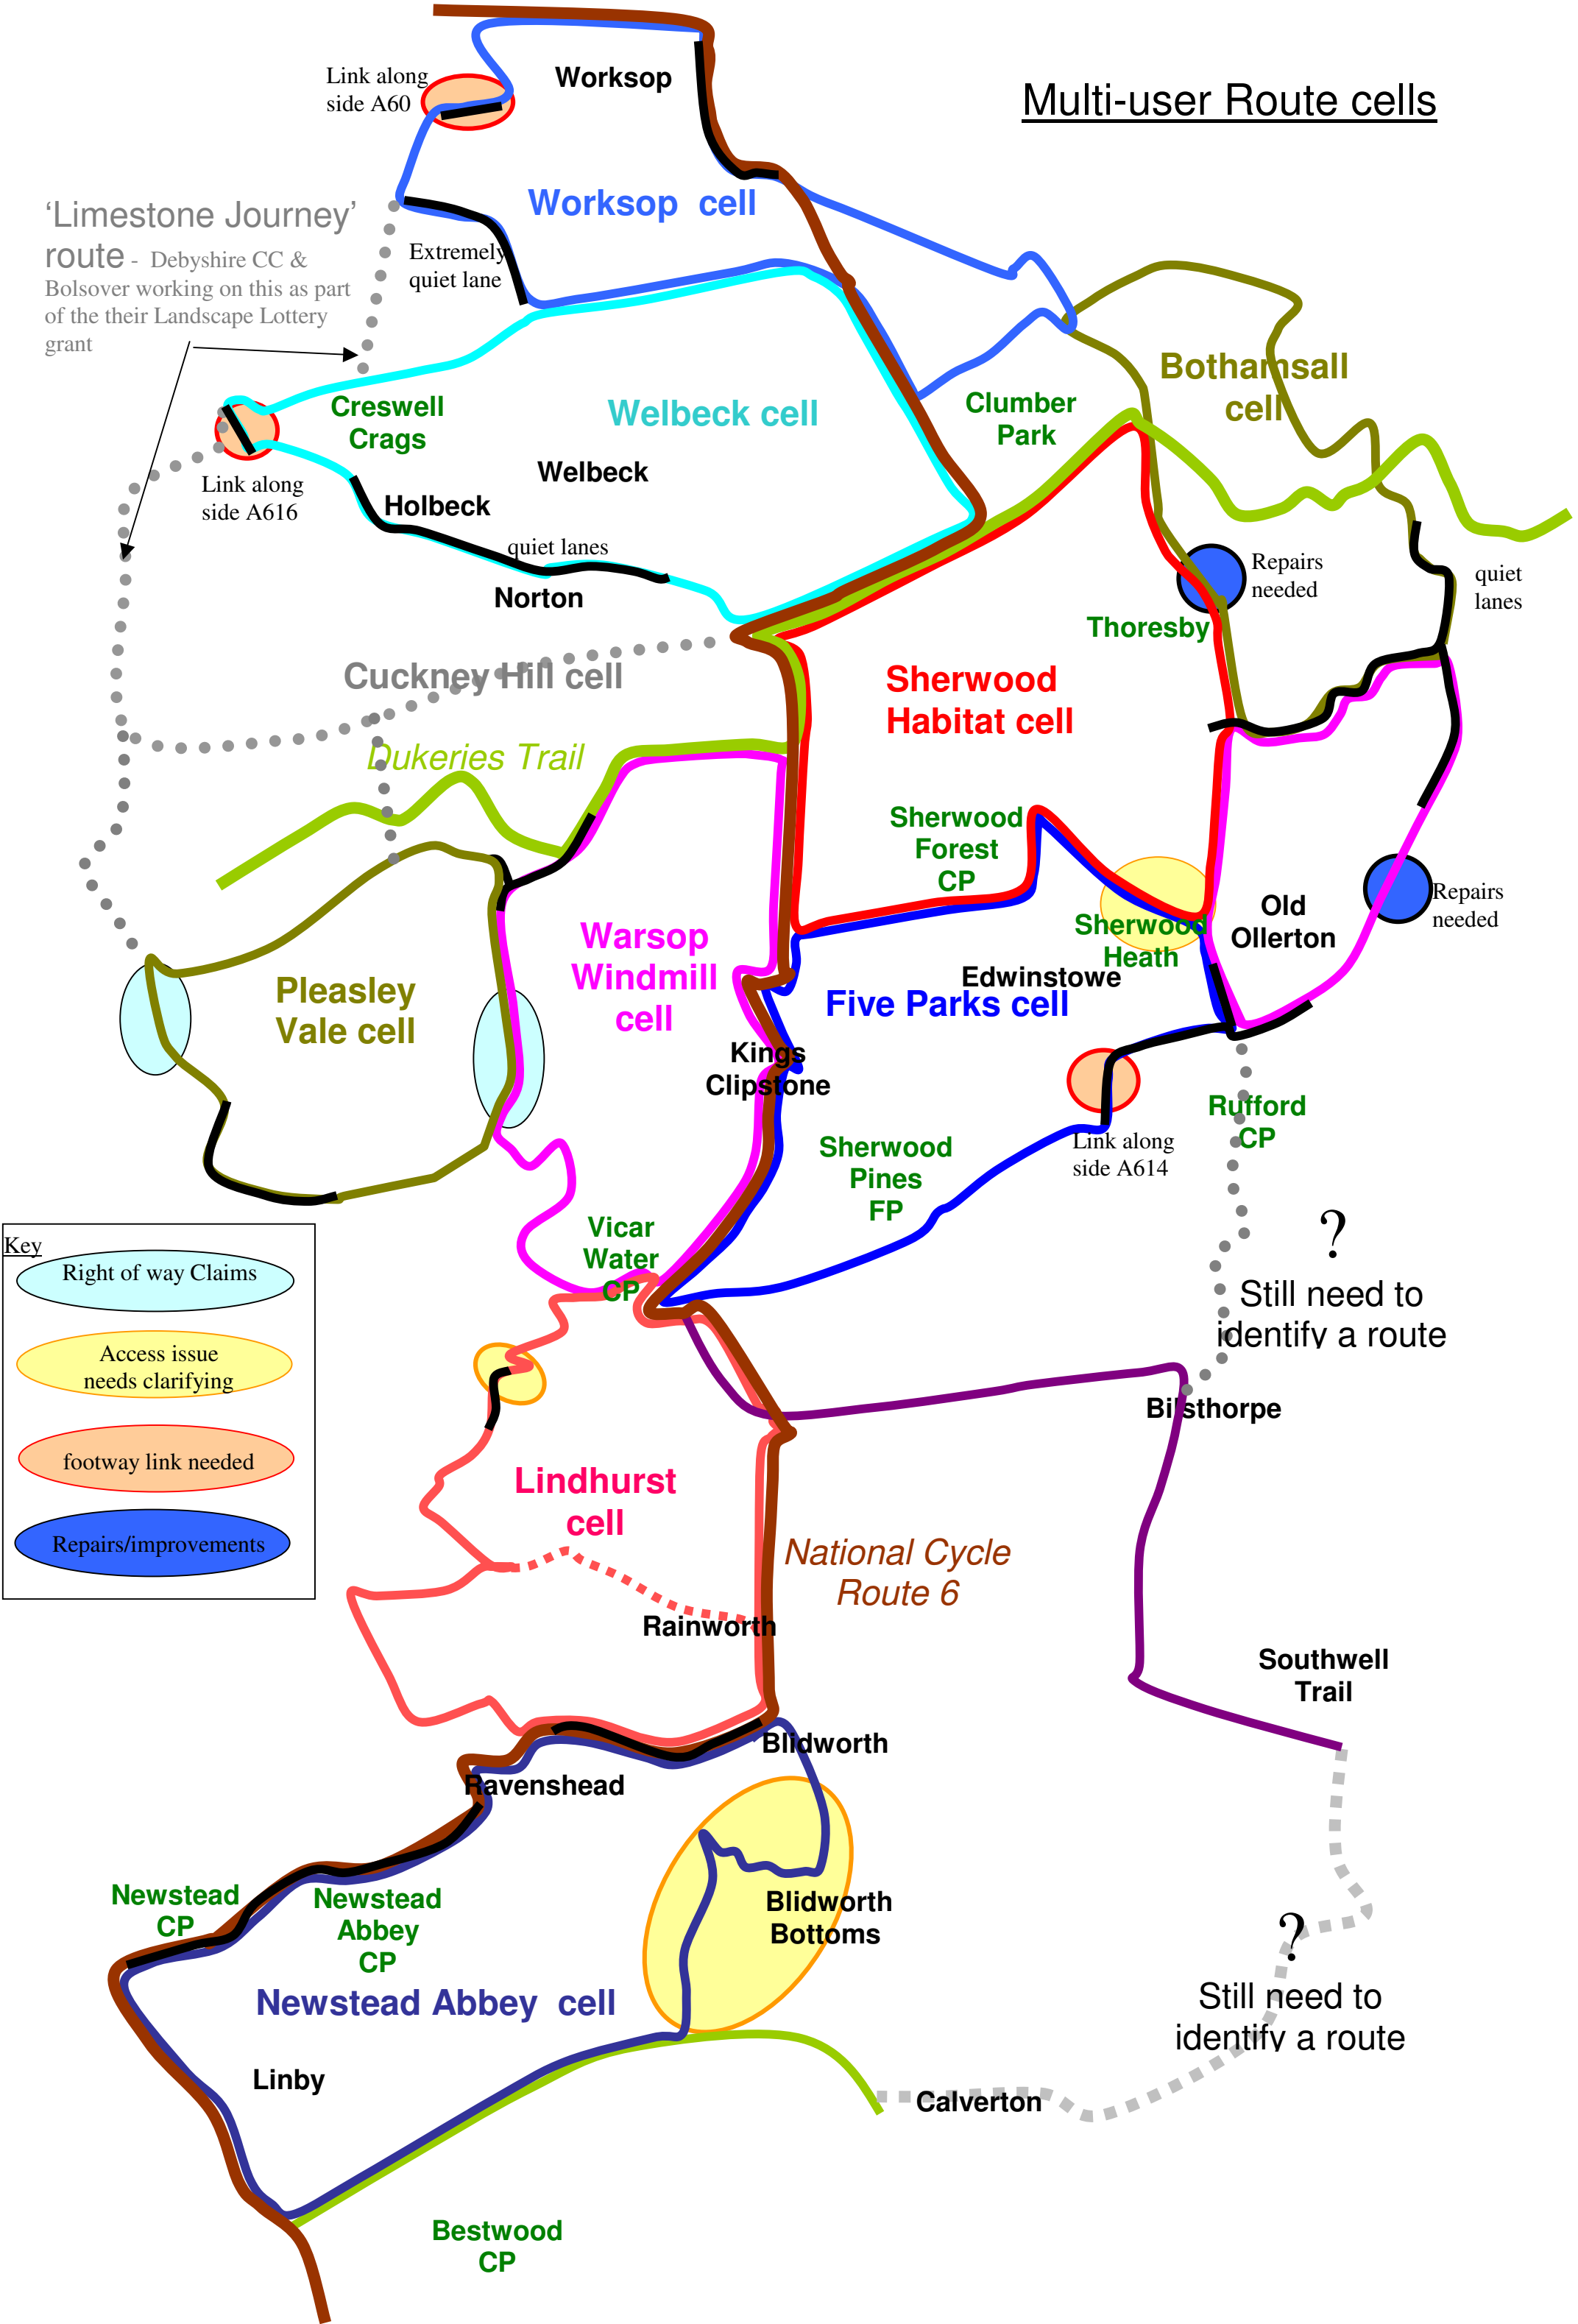 Multi-user Route cells
Link along
side A60
Worksop
Worksop  cell
‘Limestone Journey’
route -  Debyshire CC &
Bolsover working on this as part
of the their Landscape Lottery
grant
Extremely
quiet lane
Bothamsall
cell
Creswell
Crags
Welbeck cell
Clumber
Park
Welbeck
Link along
side A616
Holbeck
quiet lanes
Norton
Repairs
needed
quiet
lanes
Thoresby
Cuckney Hill cell
Sherwood
Habitat cell
Dukeries Trail
Sherwood
Forest
CP
Repairs
needed
Old
Ollerton
Sherwood
Heath
Warsop
Windmill
cell
Edwinstowe
Five Parks cell
Pleasley
Vale cell
Kings
Clipstone
Rufford
CP
Link along
side A614
Sherwood
Pines
FP
Vicar
Water
CP
?
Still need to
identify a route
Key
Right of way Claims
Access issue
needs clarifying
footway link needed
Repairs/improvements
Bilsthorpe
Lindhurst
cell
National Cycle
Route 6
Rainworth
Southwell
Trail
Blidworth
Ravenshead
Newstead
CP
Newstead
Abbey
CP
Blidworth
Bottoms
?
Still need to
identify a route
Newstead Abbey  cell
Linby
Calverton
Bestwood
CP